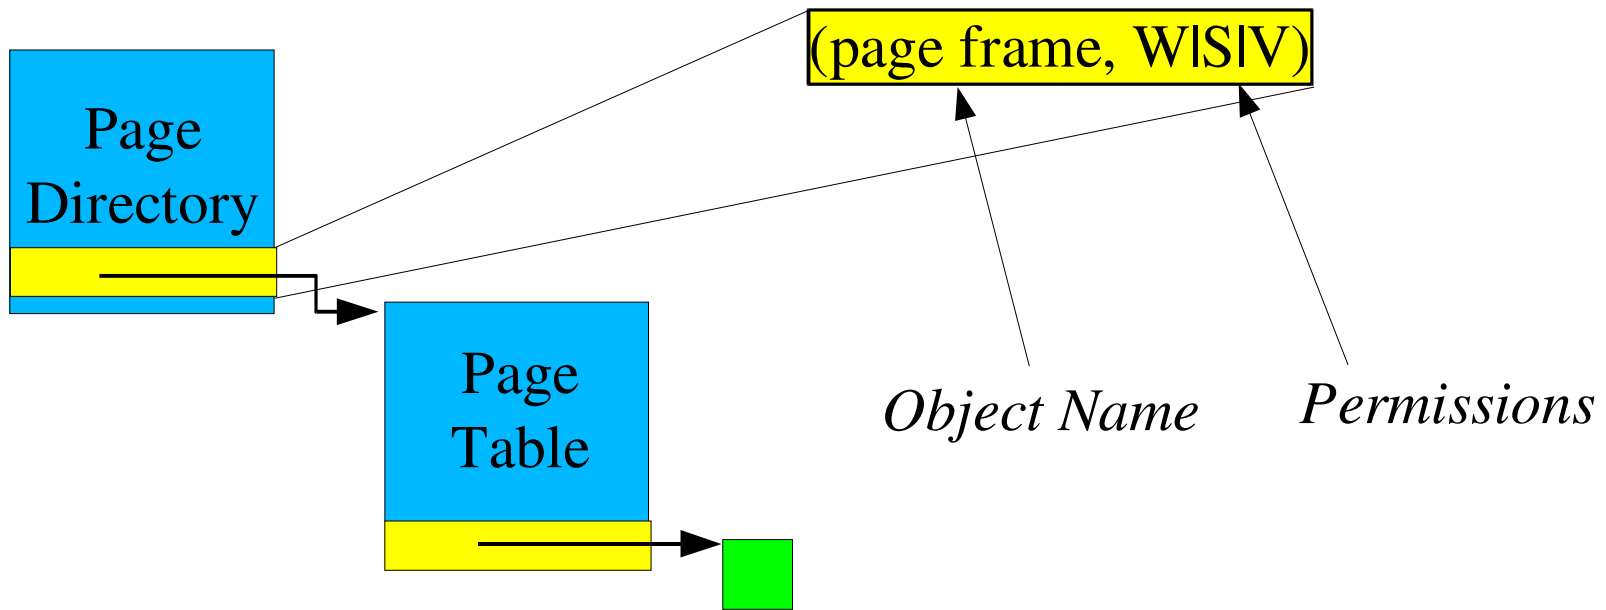 (page frame, W|S|V)
Page
Directory
Page
Table
Object Name
Permissions